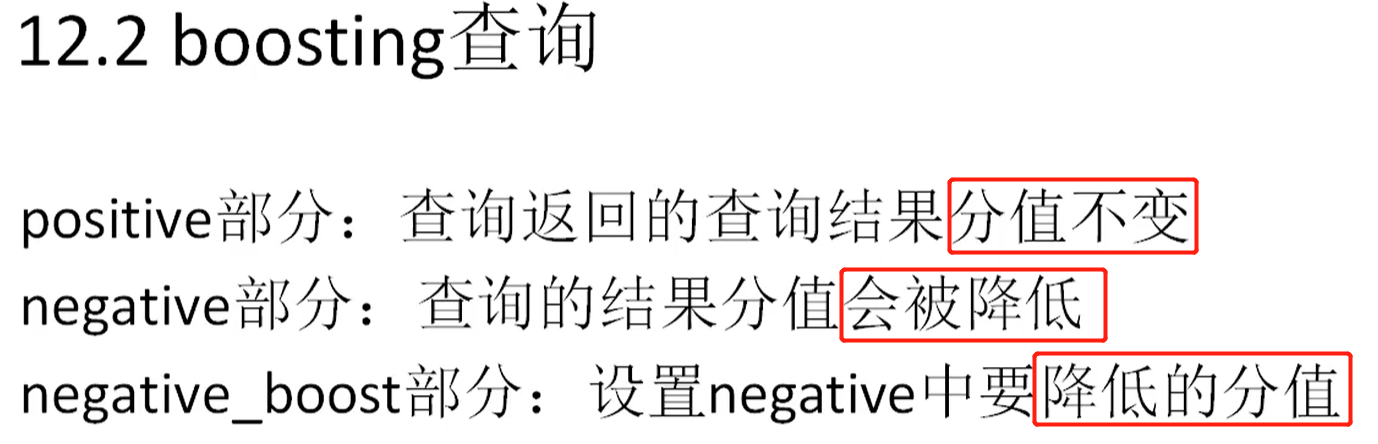 12.2 boosting查询
positive部分：查询返回的查询结果分值不变
negative部分：查询的结果分值会被降低
negative_boost部分：设置negative中要降低的分值